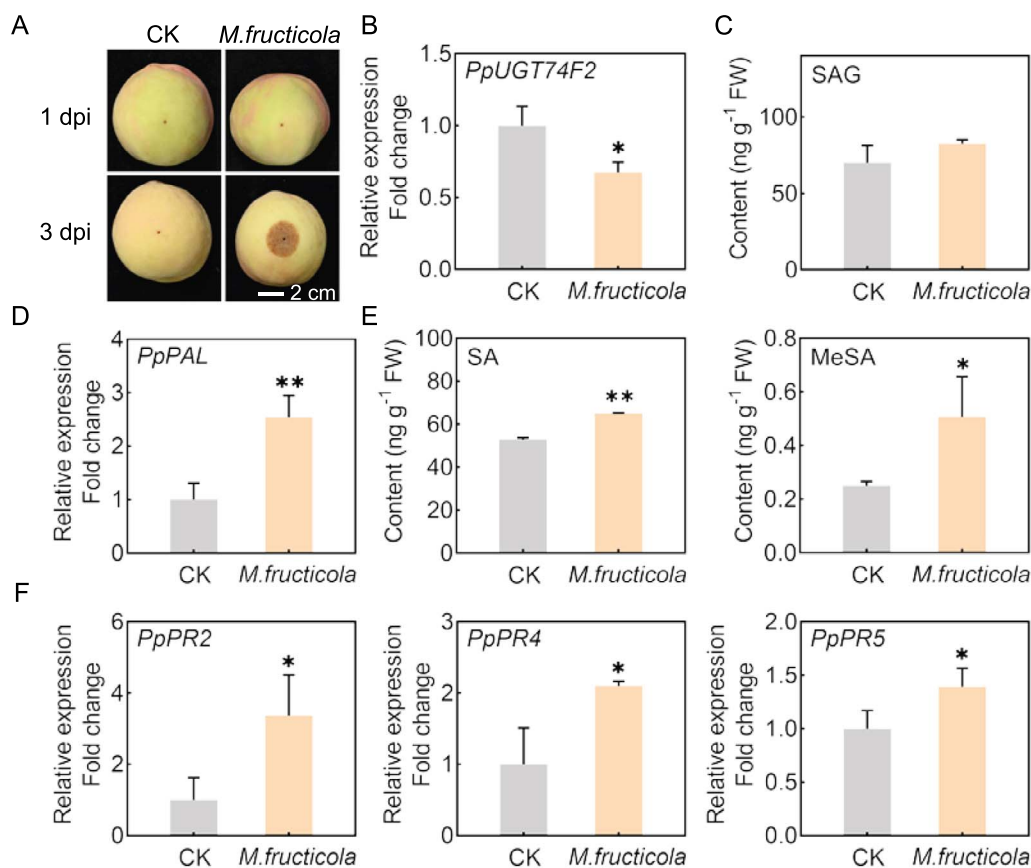 A
CK
M.fructicola
1 dpi
3 dpi
2 cm
B
Relative expression
Fold change
1.5
1.0
0.5
0.0
PpUGT74F2
*
CK
M.fructicola
C
Content (ng g⁻¹ FW)
100
50
0
SAG
CK
M.fructicola
D
Relative expression
Fold change
4
3
2
1
0
PpPAL
**
CK
M.fructicola
E
Content (ng g⁻¹ FW)
100
80
60
40
20
0
SA
**
CK
M.fructicola
Content (ng g⁻¹ FW)
0.8
0.6
0.4
0.2
0.0
MeSA
*
CK
M.fructicola
F
Relative expression
Fold change
6
4
2
0
PpPR2
*
CK
M.fructicola
Relative expression
Fold change
3
2
1
0
PpPR4
*
CK
M.fructicola
Relative expression
Fold change
2.0
1.5
1.0
0.5
0.0
PpPR5
*
CK
M.fructicola